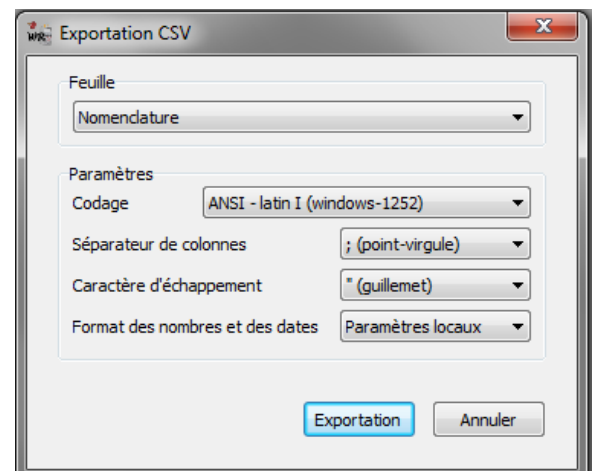 Exportation CSV
Feuille
Nomenclature
Paramètres
Codage ANSI - latin I (windows-1252)
Séparateur de colonnes ; (point-virgule)
Caractère d'échappement " (guillemet)
Format des nombres et des dates Paramètres locaux
Exportation Annuler